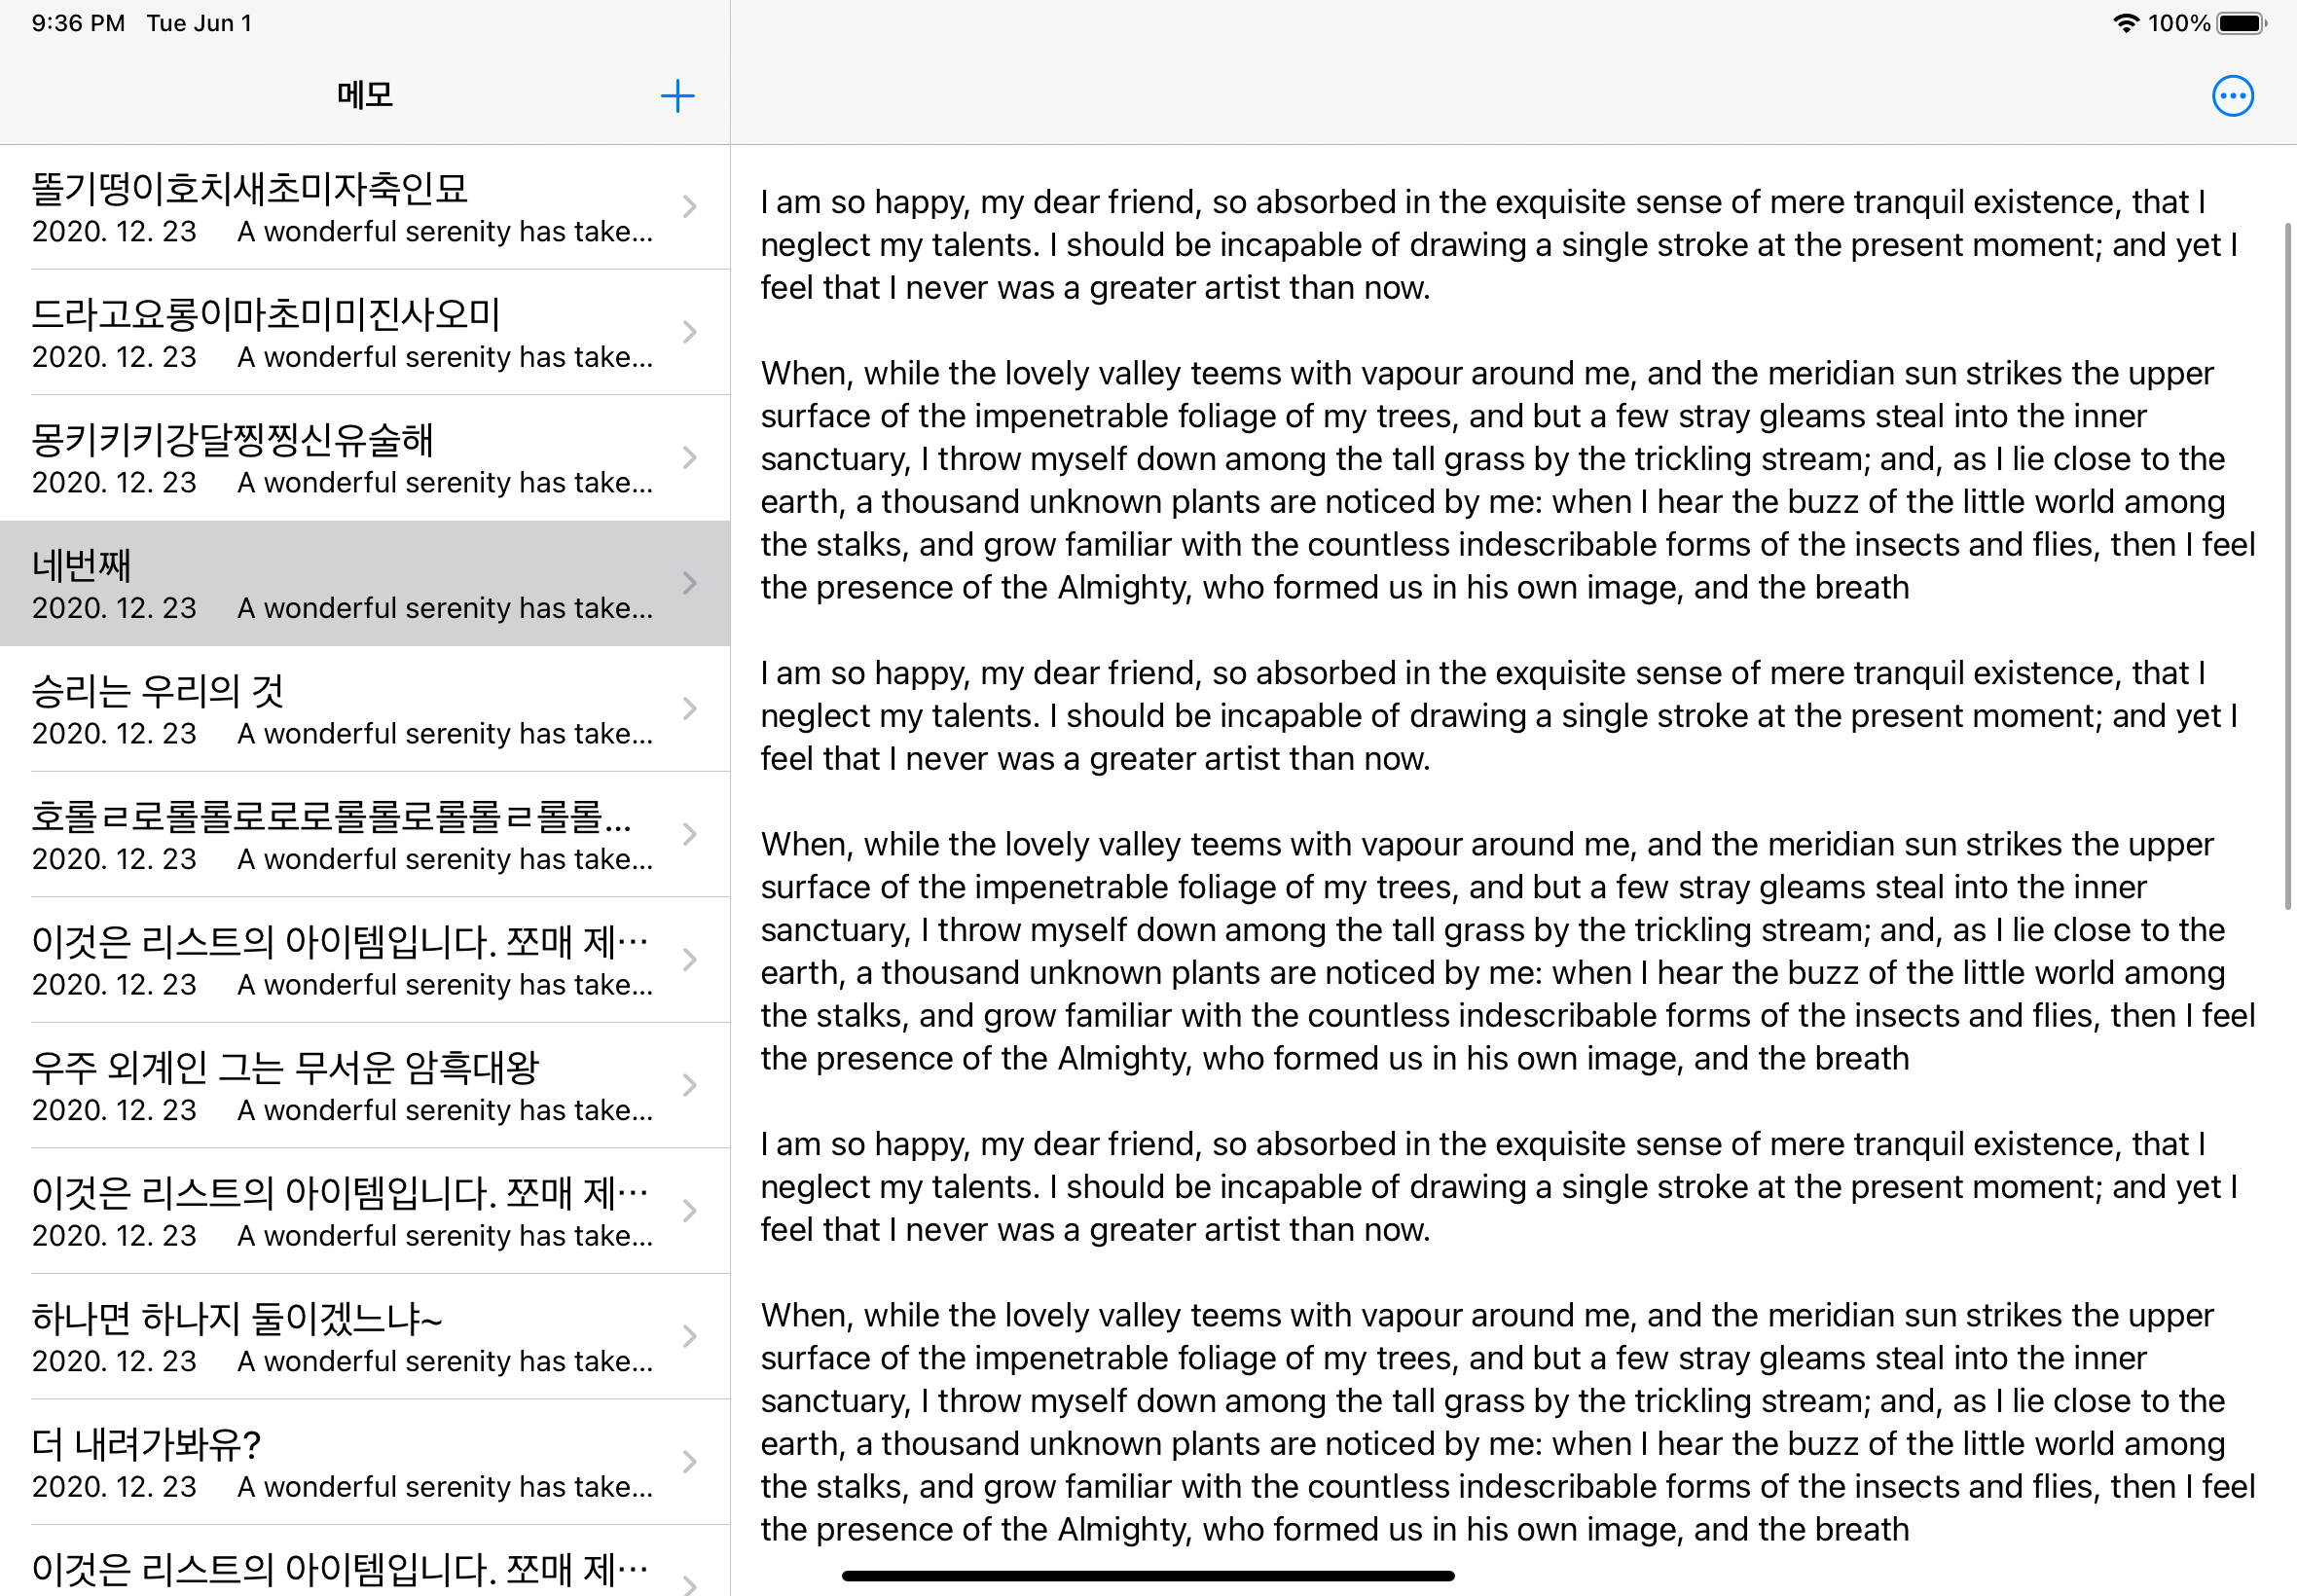 9:36 PM Tue Jun 1
100%
메모
똘기떵이호치새초미자축인묘
2020. 12. 23 A wonderful serenity has take...
드라고요롱이마초미미진사오미
2020. 12. 23 A wonderful serenity has take...
몽키키키강달찡찡신유술해
2020. 12. 23 A wonderful serenity has take...
네번째
2020. 12. 23 A wonderful serenity has take...
승리는 우리의 것
2020. 12. 23 A wonderful serenity has take...
호롤ㄹ로롤롤로로로롤롤로롤롤ㄹ롤롤...
2020. 12. 23 A wonderful serenity has take...
이것은 리스트의 아이템입니다. 쪼매 제…
2020. 12. 23 A wonderful serenity has take...
우주 외계인 그는 무서운 암흑대왕
2020. 12. 23 A wonderful serenity has take...
이것은 리스트의 아이템입니다. 쪼매 제…
2020. 12. 23 A wonderful serenity has take...
하나면 하나지 둘이겠느냐~
2020. 12. 23 A wonderful serenity has take...
더 내려가봐유?
2020. 12. 23 A wonderful serenity has take...
이것은 리스트의 아이템입니다. 쪼매 제…
I am so happy, my dear friend, so absorbed in the exquisite sense of mere tranquil existence, that I
neglect my talents. I should be incapable of drawing a single stroke at the present moment; and yet I
feel that I never was a greater artist than now.
When, while the lovely valley teems with vapour around me, and the meridian sun strikes the upper
surface of the impenetrable foliage of my trees, and but a few stray gleams steal into the inner
sanctuary, I throw myself down among the tall grass by the trickling stream; and, as I lie close to the
earth, a thousand unknown plants are noticed by me: when I hear the buzz of the little world among
the stalks, and grow familiar with the countless indescribable forms of the insects and flies, then I feel
the presence of the Almighty, who formed us in his own image, and the breath
I am so happy, my dear friend, so absorbed in the exquisite sense of mere tranquil existence, that I
neglect my talents. I should be incapable of drawing a single stroke at the present moment; and yet I
feel that I never was a greater artist than now.
When, while the lovely valley teems with vapour around me, and the meridian sun strikes the upper
surface of the impenetrable foliage of my trees, and but a few stray gleams steal into the inner
sanctuary, I throw myself down among the tall grass by the trickling stream; and, as I lie close to the
earth, a thousand unknown plants are noticed by me: when I hear the buzz of the little world among
the stalks, and grow familiar with the countless indescribable forms of the insects and flies, then I feel
the presence of the Almighty, who formed us in his own image, and the breath
I am so happy, my dear friend, so absorbed in the exquisite sense of mere tranquil existence, that I
neglect my talents. I should be incapable of drawing a single stroke at the present moment; and yet I
feel that I never was a greater artist than now.
When, while the lovely valley teems with vapour around me, and the meridian sun strikes the upper
surface of the impenetrable foliage of my trees, and but a few stray gleams steal into the inner
sanctuary, I throw myself down among the tall grass by the trickling stream; and, as I lie close to the
earth, a thousand unknown plants are noticed by me: when I hear the buzz of the little world among
the stalks, and grow familiar with the countless indescribable forms of the insects and flies, then I feel
the presence of the Almighty, who formed us in his own image, and the breath